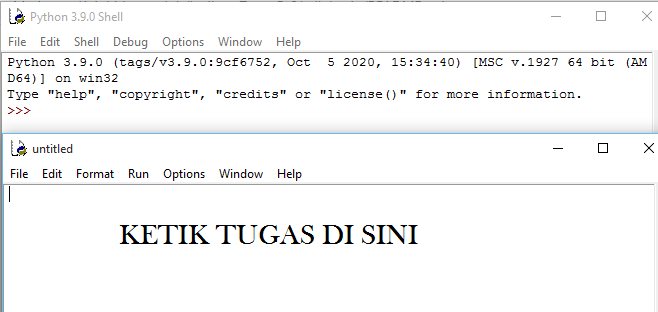 Python 3.9.0 Shell
File Edit Shell Debug Options Window Help
Python 3.9.0 (tags/v3.9.0:9cf6752, Oct  5 2020, 15:34:40) [MSC v.1927 64 bit (AM
D64)] on win32
Type "help", "copyright", "credits" or "license()" for more information.
>>>
untitled
File Edit Format Run Options Window Help
KETIK TUGAS DI SINI